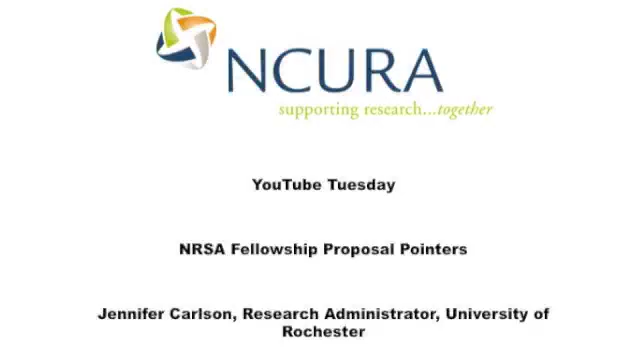 NCURA
supporting research...together
YouTube Tuesday
NRSA Fellowship Proposal Pointers
Jennifer Carlson, Research Administrator, University of
Rochester